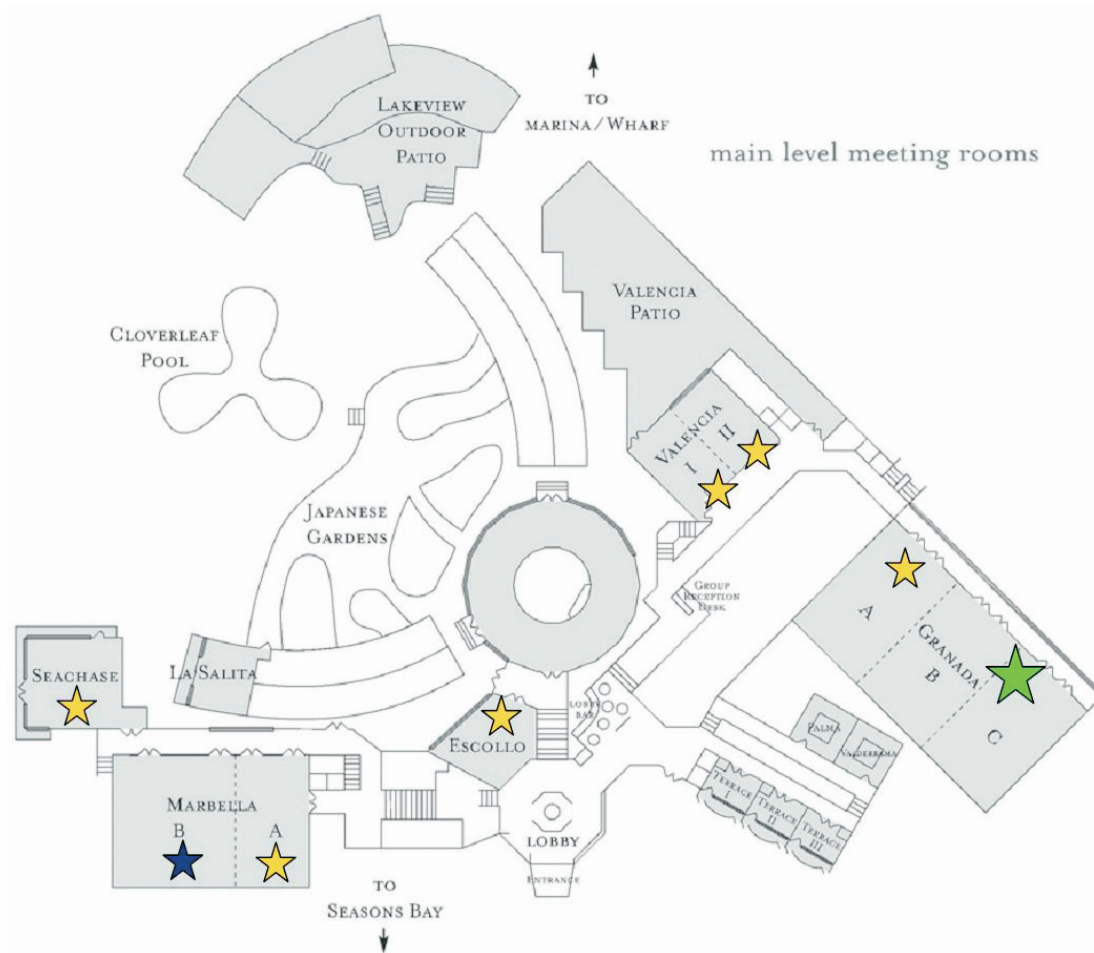 LAKEVIEW
OUTDOOR
PATIO
TO
MARINA/WHARF
main level meeting rooms
VALENCIA
PATIO
CLOVERLEAF
POOL
VALENCIA
I
II
JAPANESE
GARDENS
GROUP
RECEPTION
DESK
A
GRANADA
B
C
SEACHASE
LA SALITA
LOBBY
BAR
ESCOLLO
PALMA
VALDERRAMA
TERRACE
I
TERRACE
II
TERRACE
III
MARBELLA
B
A
LOBBY
ENTRANCE
TO
SEASONS BAY